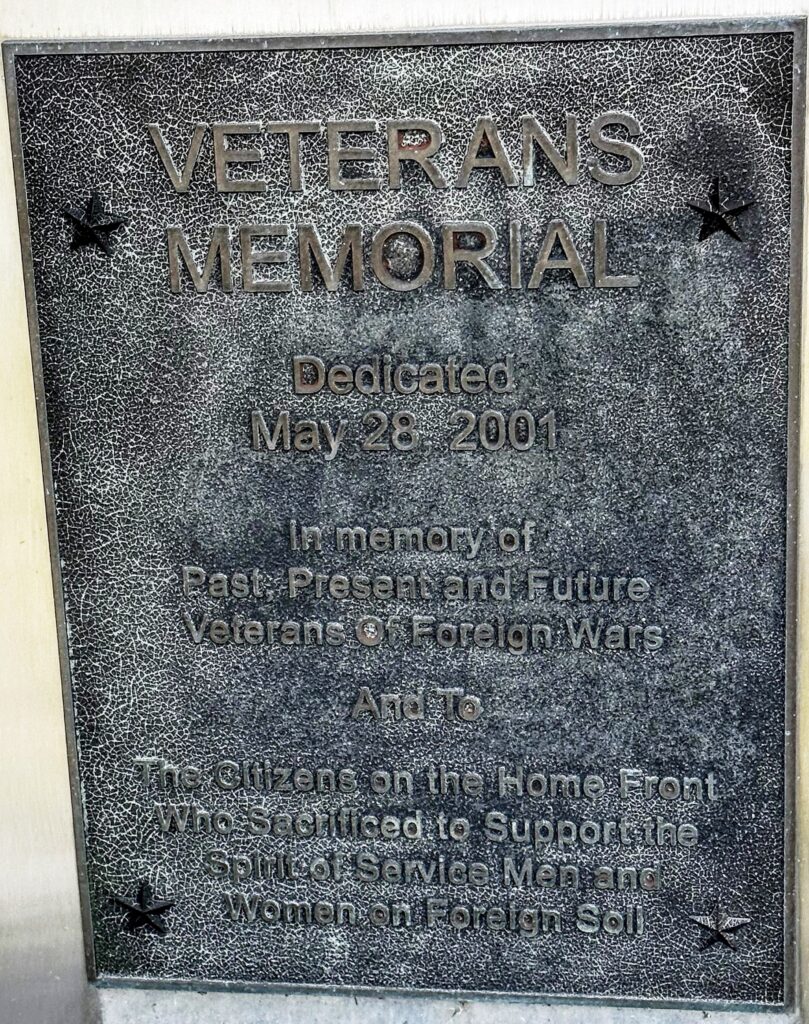 VETERANS
MEMORIAL
Dedicated
May 28, 2001
In memory of
Past, Present and Future
Veterans Of Foreign Wars
And To
The Citizens on the Home Front
Who Sacrificed to Support the
Spirit of Service Men and
Women on Foreign Soil